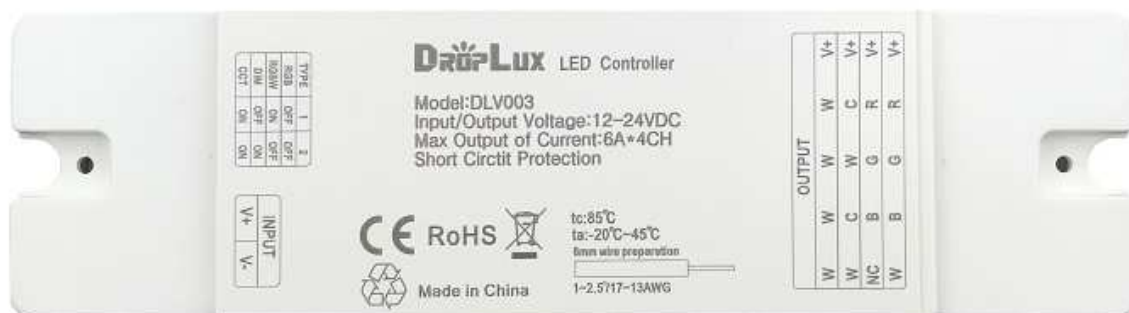 TYPE 1 2
RGB OFF OFF
RGBW ON OFF
DIM OFF ON
CCT ON ON
INPUT
V+ V-
DROPLUX LED Controller
Model:DLV003
Input/Output Voltage:12-24VDC
Max Output of Current:6A*4CH
Short Circtit Protection
CE RoHS
Made in China
tc:85℃
ta:-20℃-45℃
6mm wire preparation
1-2.5²/17-13AWG
OUTPUT
W W W W V+
W C W C V+
NC B G R V+
W B G R V+